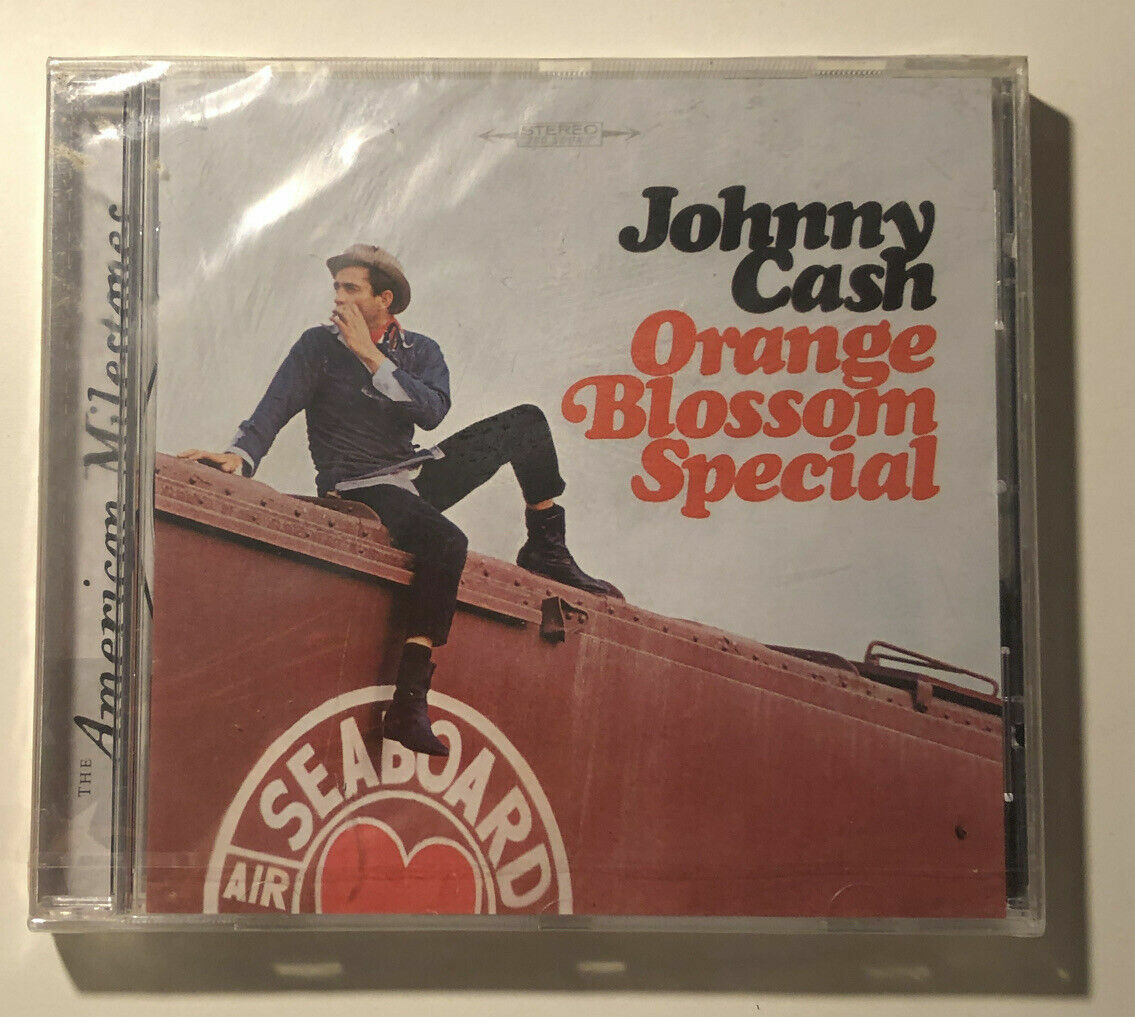 STEREO
Johnny
Cash
Orange
Blossom
Special
THE American Milestones
SEABOARD
AIR